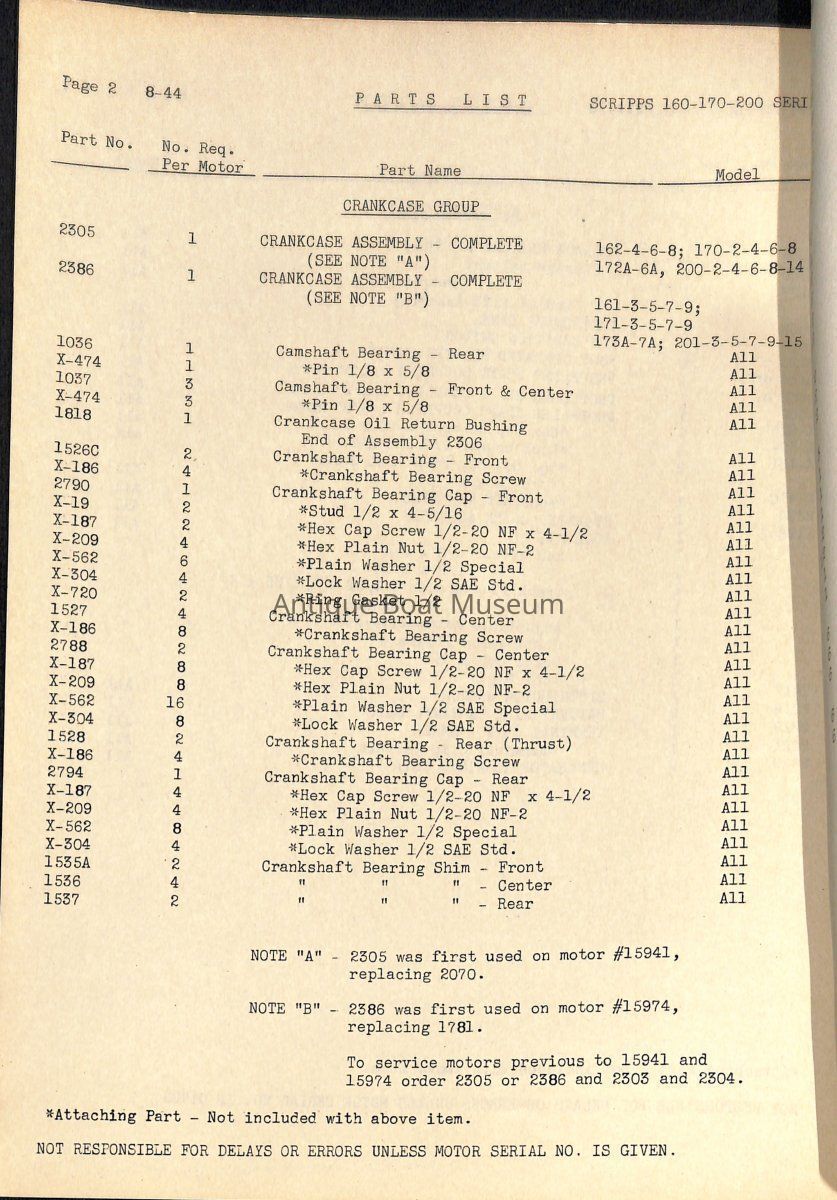 Page 2 8-44 PARTS LIST SCRIPPS 160-170-200 SERI
Part No. No. Req. Per Motor Part Name Model
CRANKCASE GROUP
2305 1 CRANKCASE ASSEMBLY - COMPLETE 162-4-6-8; 170-2-4-6-8
(SEE NOTE "A") 172A-6A, 200-2-4-6-8-14
2386 1 CRANKCASE ASSEMBLY - COMPLETE
(SEE NOTE "B") 161-3-5-7-9;
171-3-5-7-9
173A-7A; 201-3-5-7-9-15
1036 1 Camshaft Bearing - Rear All
X-474 1 *Pin 1/8 x 5/8 All
1037 3 Camshaft Bearing - Front & Center All
X-474 3 *Pin 1/8 x 5/8 All
1818 1 Crankcase Oil Return Bushing All
End of Assembly 2306
1526C 2 Crankshaft Bearing - Front All
X-186 4 *Crankshaft Bearing Screw All
2790 1 Crankshaft Bearing Cap - Front All
X-19 2 *Stud 1/2 x 4-5/16 All
X-187 2 *Hex Cap Screw 1/2-20 NF x 4-1/2 All
X-209 4 *Hex Plain Nut 1/2-20 NF-2 All
X-562 6 *Plain Washer 1/2 Special All
X-304 4 *Lock Washer 1/2 SAE Std. All
X-720 2 *Ring Gasket 1/2 All
Antique Boat Museum
1527 4 Crankshaft Bearing - Center All
X-186 8 *Crankshaft Bearing Screw All
2788 2 Crankshaft Bearing Cap - Center All
X-187 8 *Hex Cap Screw 1/2-20 NF x 4-1/2 All
X-209 8 *Hex Plain Nut 1/2-20 NF-2 All
X-562 16 *Plain Washer 1/2 SAE Special All
X-304 8 *Lock Washer 1/2 SAE Std. All
1528 2 Crankshaft Bearing - Rear (Thrust) All
X-186 4 *Crankshaft Bearing Screw All
2794 1 Crankshaft Bearing Cap - Rear All
X-187 4 *Hex Cap Screw 1/2-20 NF x 4-1/2 All
X-209 4 *Hex Plain Nut 1/2-20 NF-2 All
X-562 8 *Plain Washer 1/2 Special All
X-304 4 *Lock Washer 1/2 SAE Std. All
1535A 2 Crankshaft Bearing Shim - Front All
1536 4 " " " - Center All
1537 2 " " " - Rear All
NOTE "A" - 2305 was first used on motor #15941,
replacing 2070.
NOTE "B" - 2386 was first used on motor #15974,
replacing 1781.
To service motors previous to 15941 and
15974 order 2305 or 2386 and 2303 and 2304.
*Attaching Part - Not included with above item.
NOT RESPONSIBLE FOR DELAYS OR ERRORS UNLESS MOTOR SERIAL NO. IS GIVEN.